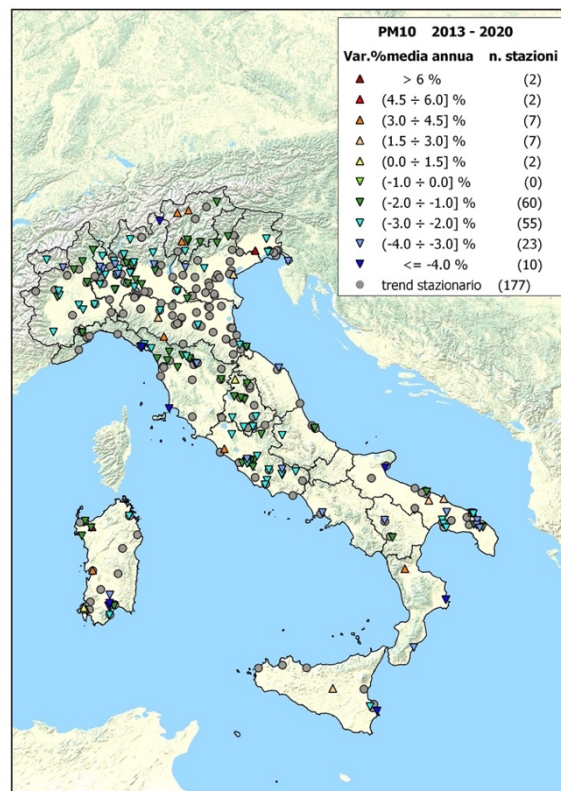 PM10 2013 - 2020
Var.%media annua n. stazioni
> 6 % (2)
(4.5 ÷ 6.0] % (2)
(3.0 ÷ 4.5] % (7)
(1.5 ÷ 3.0] % (7)
(0.0 ÷ 1.5] % (2)
(-1.0 ÷ 0.0] % (0)
(-2.0 ÷ -1.0] % (60)
(-3.0 ÷ -2.0] % (55)
(-4.0 ÷ -3.0] % (23)
<= -4.0 % (10)
trend stazionario (177)